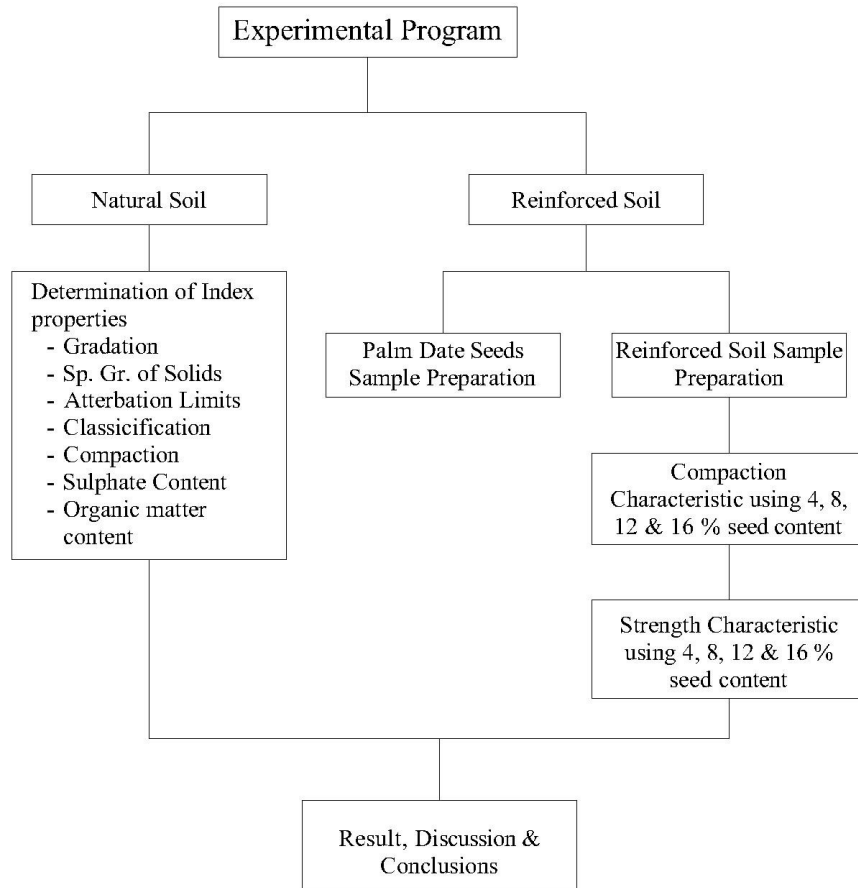 Experimental Program
Natural Soil
Reinforced Soil
Determination of Index
properties
- Gradation
- Sp. Gr. of Solids
- Atterbation Limits
- Classicification
- Compaction
- Sulphate Content
- Organic matter
content
Palm Date Seeds
Sample Preparation
Reinforced Soil Sample
Preparation
Compaction
Characteristic using 4, 8,
12 & 16 % seed content
Strength Characteristic
using 4, 8, 12 & 16 %
seed content
Result, Discussion &
Conclusions